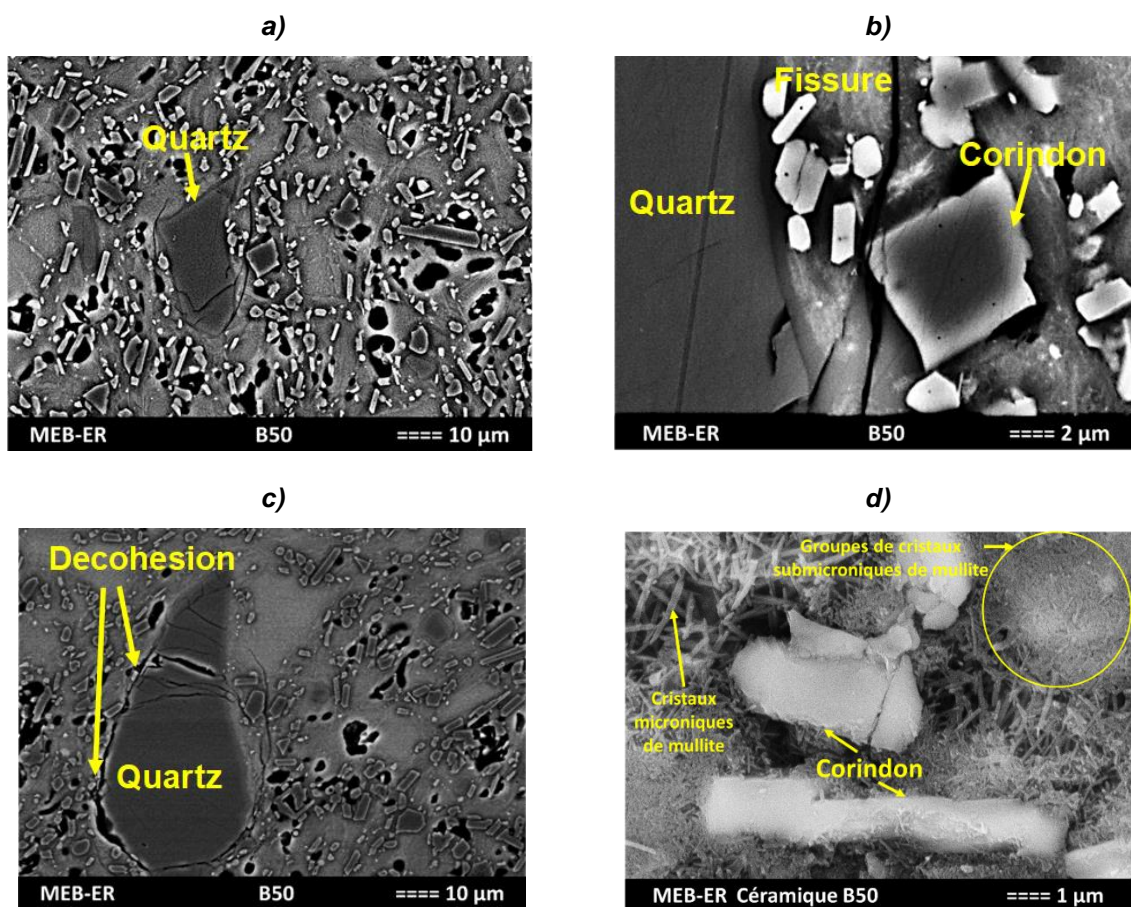 a)
Quartz
MEB-ER B50 ==== 10 µm
b)
Fissure
Corindon
Quartz
MEB-ER B50 ==== 2 µm
c)
Decohesion
Quartz
MEB-ER B50 ==== 10 µm
d)
Groupes de cristaux
submicroniques de mullite
Cristaux
microniques
de mullite
Corindon
MEB-ER Céramique B50 ==== 1 µm